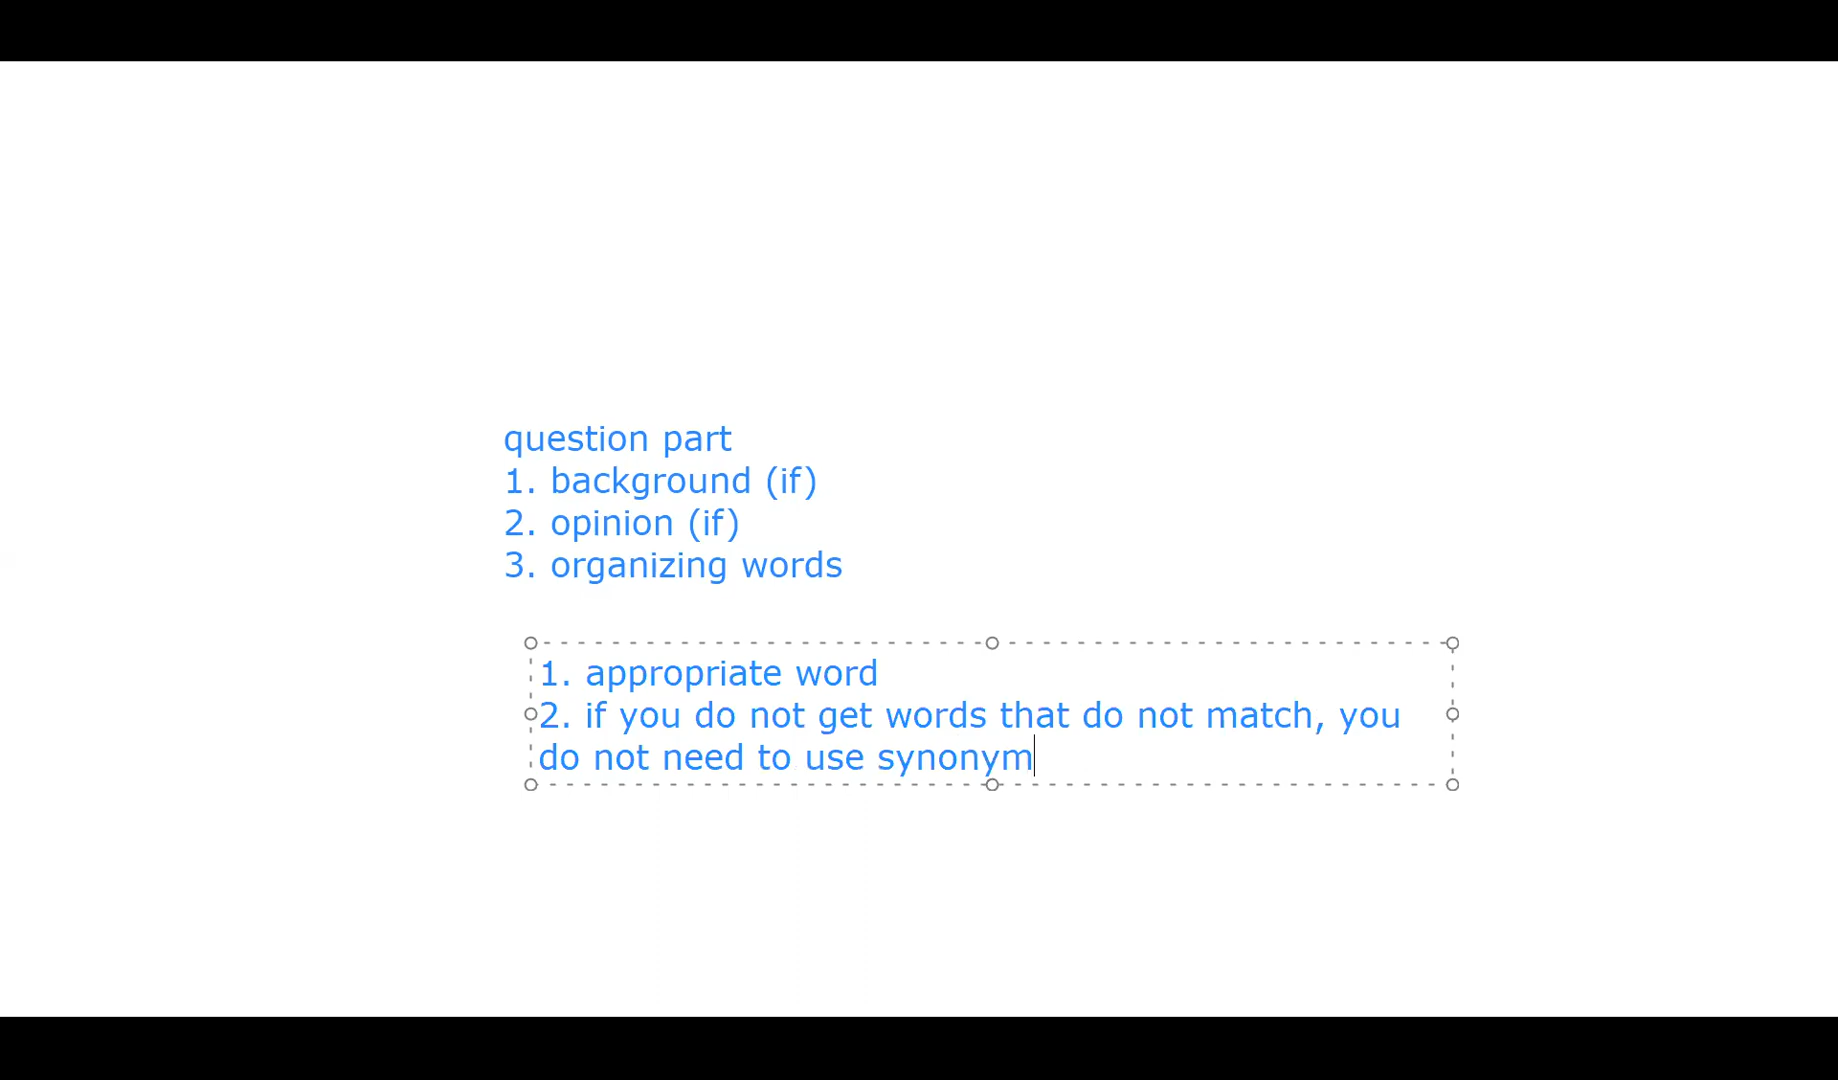 question part
1. background (if)
2. opinion (if)
3. organizing words
1. appropriate word
2. if you do not get words that do not match, you
do not need to use synonym